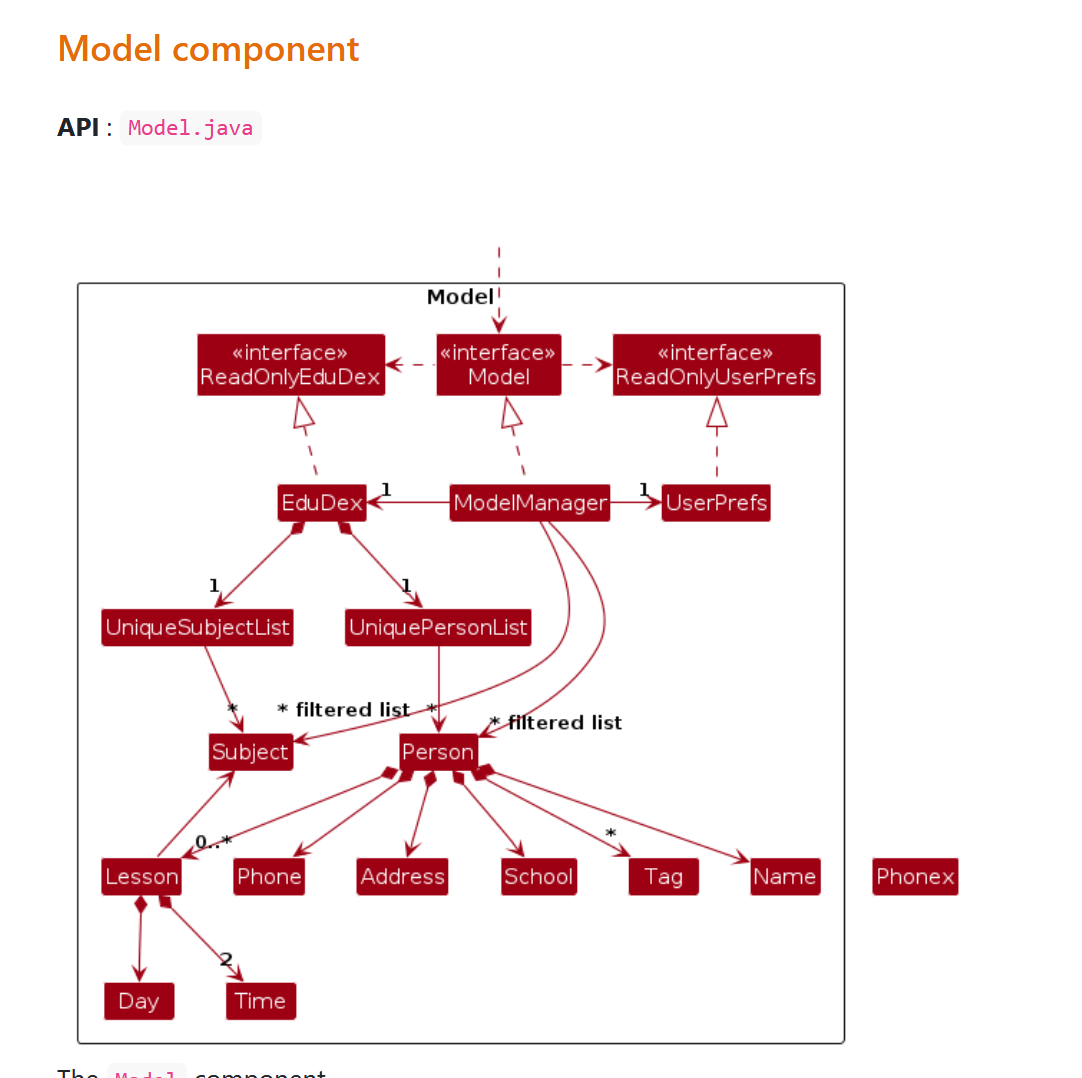 Model component
API : Model.java
Model
«interface»
ReadOnlyEduDex
«interface»
Model
«interface»
ReadOnlyUserPrefs
EduDex
1
ModelManager
1
UserPrefs
1
1
UniqueSubjectList
UniquePersonList
*
* filtered list
*
* filtered list
Subject
Person
0..*
*
Lesson
Phone
Address
School
Tag
Name
Phonex
2
Day
Time
The Model component